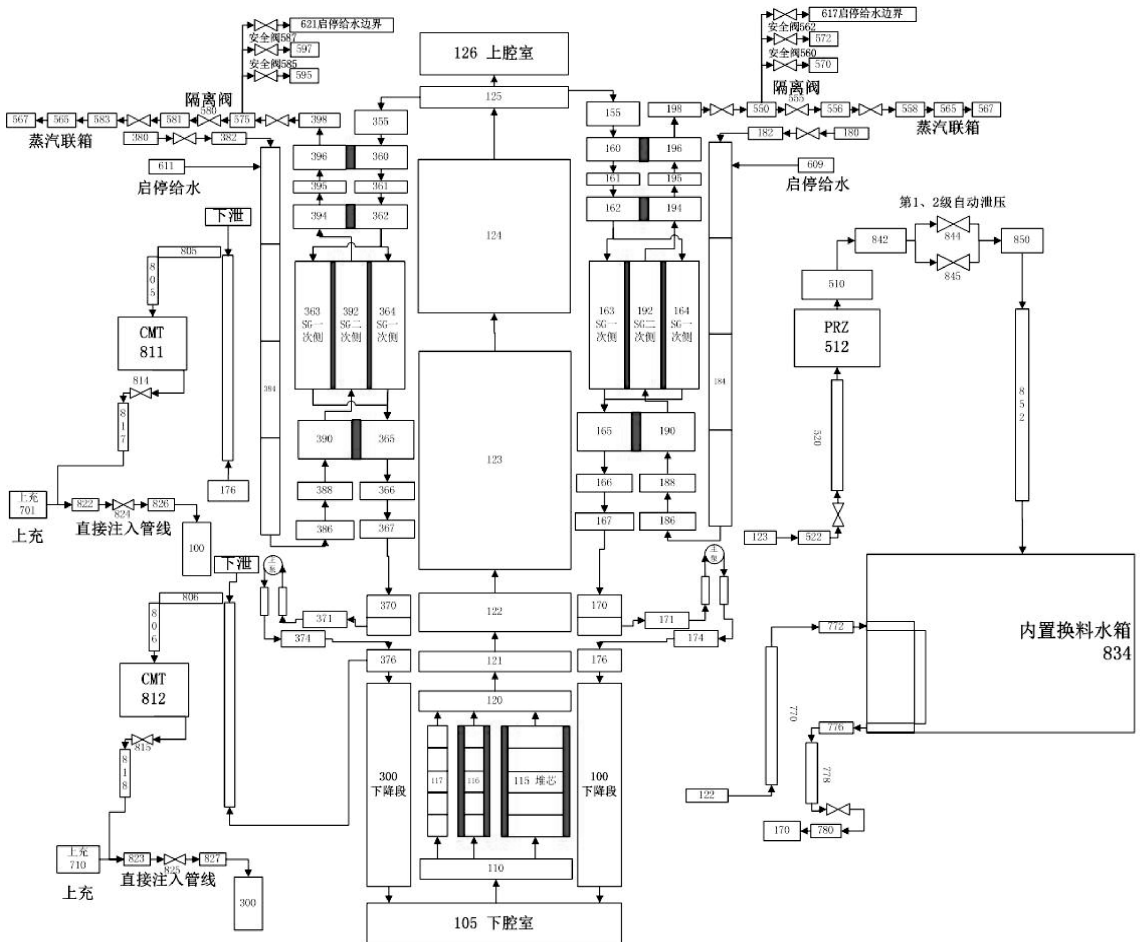 621启停给水边界
安全阀587
597
安全阀585
595
隔离阀
580
567
565
583
581
575
398
蒸汽联箱
380
382
611
启停给水
617启停给水边界
安全阀562
572
安全阀560
570
隔离阀
555
198
550
556
558
565
567
蒸汽联箱
182
180
609
启停给水
126 上腔室
125
355
155
396
360
160
196
395
361
161
195
394
362
162
194
124
363
SG一
次侧
392
SG二
次侧
364
SG一
次侧
163
SG一
次侧
192
SG二
次侧
164
SG一
次侧
384
184
390
365
165
190
123
388
366
166
188
386
367
167
186
下泄
805
805
CMT
811
814
817
176
上充
701
上充
822
824
826
直接注入管线
100
下泄
806
806
CMT
812
815
818
上充
710
上充
823
825
827
直接注入管线
300
主泵
371
374
370
376
122
121
120
主泵
170
171
174
176
300
下降段
117
116
115 堆芯
100
下降段
110
105 下腔室
第1、2级自动泄压
842
844
845
850
510
PRZ
512
520
123
522
852
内置换料水箱
834
772
770
776
778
122
170
780